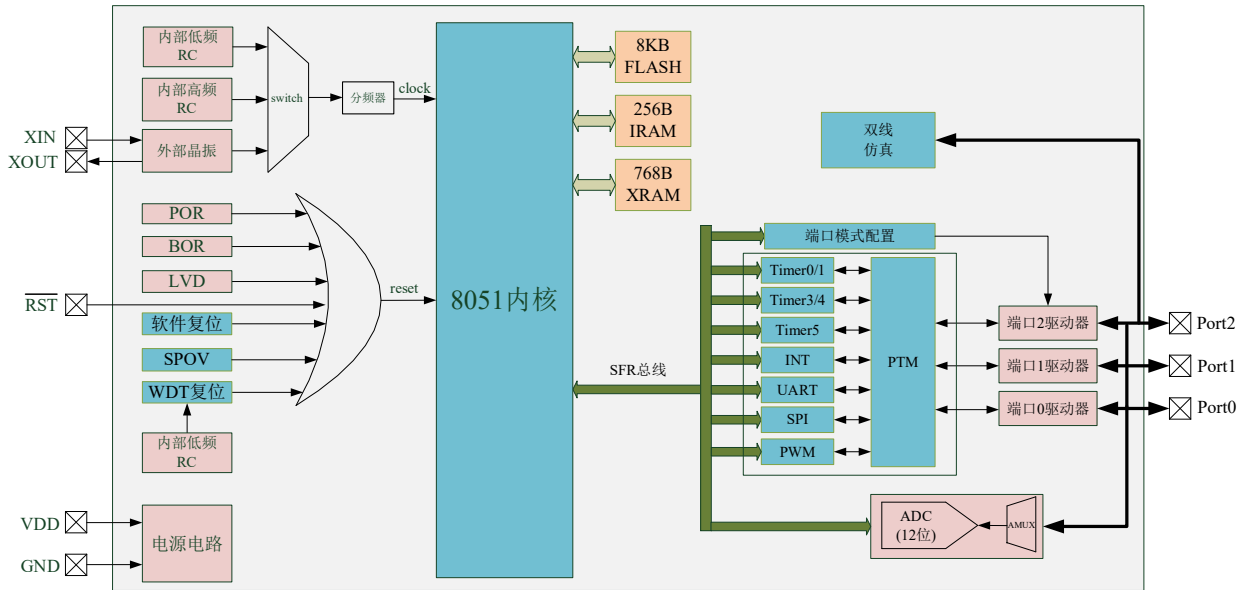 内部低频
RC
内部高频
RC
外部晶振
XIN
XOUT
switch
分频器
clock
POR
BOR
LVD
RST
软件复位
SPOV
WDT复位
内部低频
RC
reset
VDD
GND
电源电路
8051内核
8KB
FLASH
256B
IRAM
768B
XRAM
双线
仿真
SFR总线
端口模式配置
Timer0/1
Timer3/4
Timer5
INT
UART
SPI
PWM
PTM
端口2驱动器
端口1驱动器
端口0驱动器
Port2
Port1
Port0
ADC
(12位)
AMUX